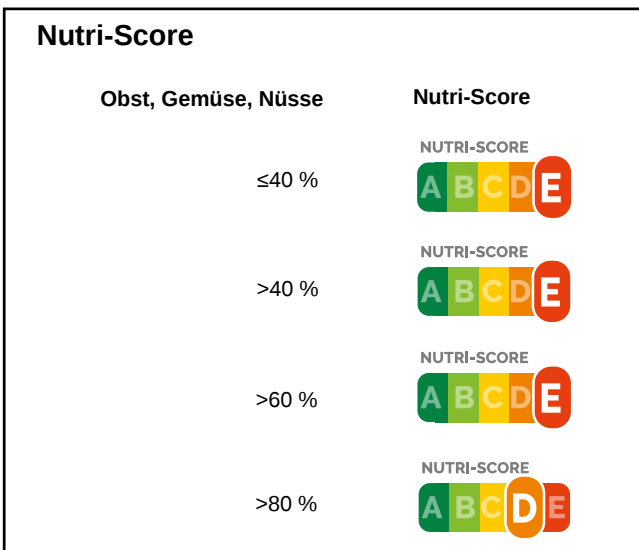 Nutri-Score
Obst, Gemüse, Nüsse Nutri-Score
NUTRI-SCORE
≤40 % A B C D E
NUTRI-SCORE
>40 % A B C D E
NUTRI-SCORE
>60 % A B C D E
NUTRI-SCORE
>80 % A B C D E